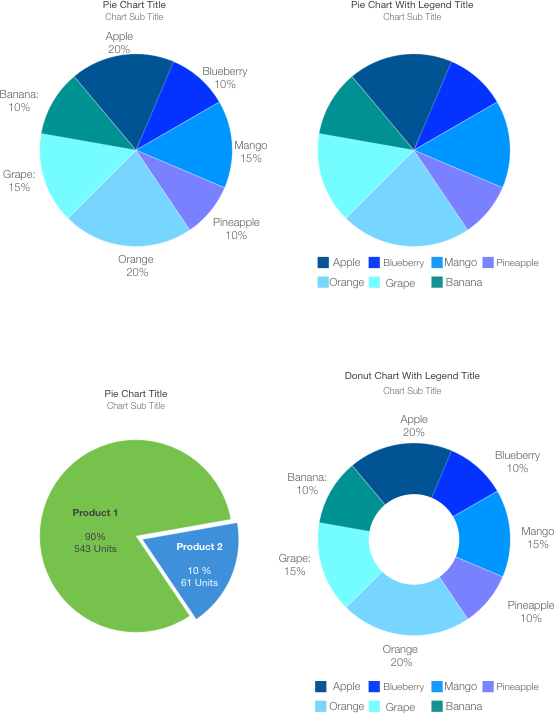 Pie Chart Title
Chart Sub Title
Apple
20%
Blueberry
10%
Banana:
10%
Mango
15%
Grape:
15%
Pineapple
10%
Orange
20%
Pie Chart With Legend Title
Chart Sub Title
Apple Blueberry Mango Pineapple
Orange Grape Banana
Pie Chart Title
Chart Sub Title
Product 1
90%
543 Units
Product 2
10 %
61 Units
Donut Chart With Legend Title
Chart Sub Title
Apple
20%
Blueberry
10%
Banana:
10%
Mango
15%
Grape:
15%
Pineapple
10%
Orange
20%
Apple Blueberry Mango Pineapple
Orange Grape Banana